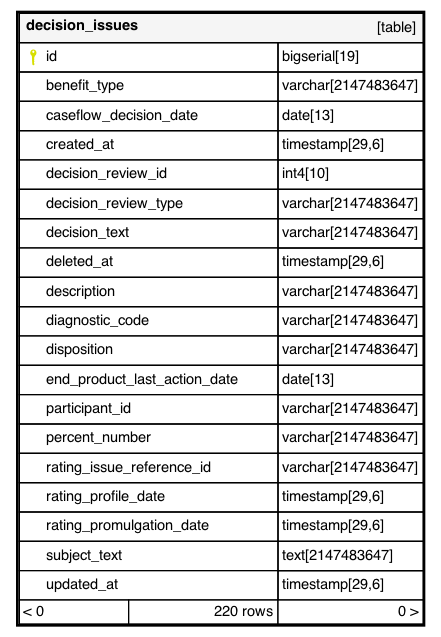 decision_issues [table]
id bigserial[19]
benefit_type varchar[2147483647]
caseflow_decision_date date[13]
created_at timestamp[29,6]
decision_review_id int4[10]
decision_review_type varchar[2147483647]
decision_text varchar[2147483647]
deleted_at timestamp[29,6]
description varchar[2147483647]
diagnostic_code varchar[2147483647]
disposition varchar[2147483647]
end_product_last_action_date date[13]
participant_id varchar[2147483647]
percent_number varchar[2147483647]
rating_issue_reference_id varchar[2147483647]
rating_profile_date timestamp[29,6]
rating_promulgation_date timestamp[29,6]
subject_text text[2147483647]
updated_at timestamp[29,6]
< 0 220 rows 0 >